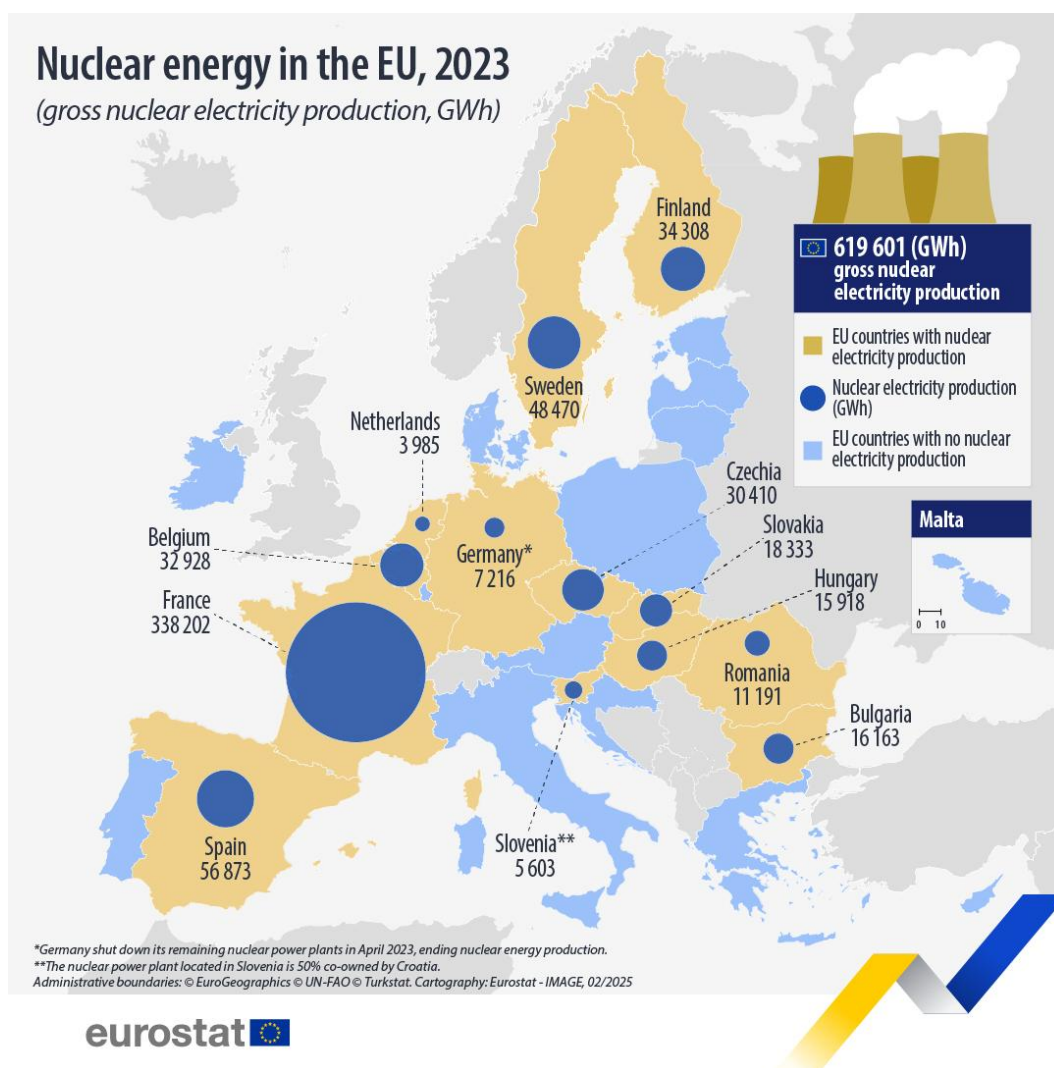 Nuclear energy in the EU, 2023
(gross nuclear electricity production, GWh)
Finland
34 308
619 601 (GWh)
gross nuclear
electricity production
EU countries with nuclear
electricity production
Nuclear electricity production
(GWh)
EU countries with no nuclear
electricity production
Sweden
48 470
Netherlands
3 985
Czechia
30 410
Slovakia
18 333
Malta
0 10
Belgium
32 928
Germany*
7 216
Hungary
15 918
France
338 202
Romania
11 191
Bulgaria
16 163
Spain
56 873
Slovenia**
5 603
*Germany shut down its remaining nuclear power plants in April 2023, ending nuclear energy production.
**The nuclear power plant located in Slovenia is 50% co-owned by Croatia.
Administrative boundaries: © EuroGeographics © UN-FAO © Turkstat. Cartography: Eurostat - IMAGE, 02/2025
eurostat